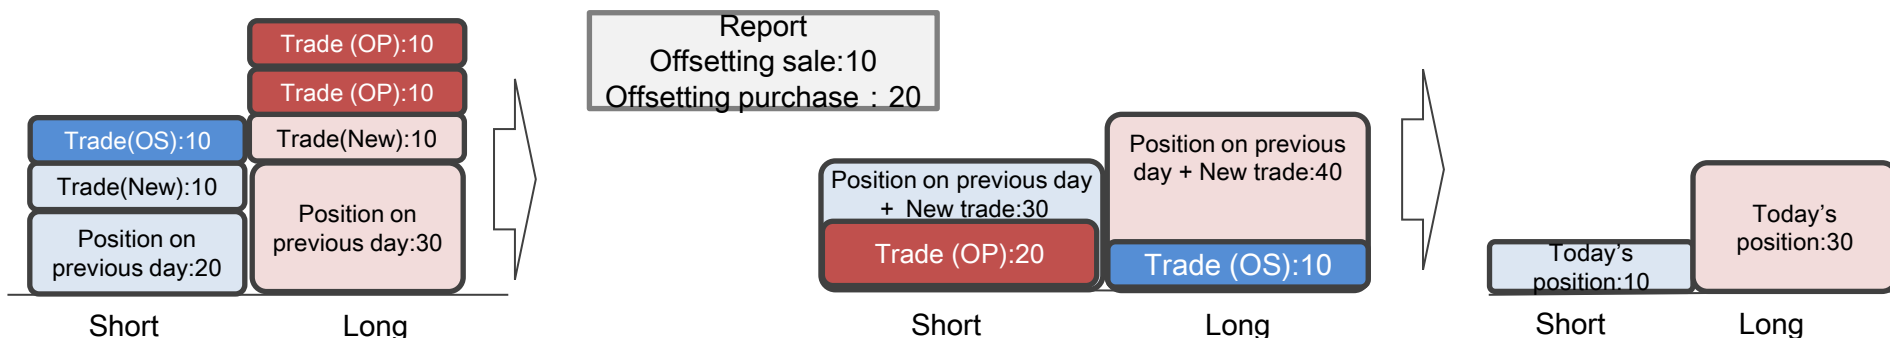 Trade (OP):10
Trade (OP):10
Trade(OS):10
Trade(New):10
Trade(New):10
Position on
previous day:20
Position on
previous day:30
Short
Long
Report
Offsetting sale:10
Offsetting purchase：20
Position on previous day
+ New trade:30
Trade (OP):20
Position on previous
day + New trade:40
Trade (OS):10
Short
Long
Today’s
position:10
Today’s
position:30
Short
Long